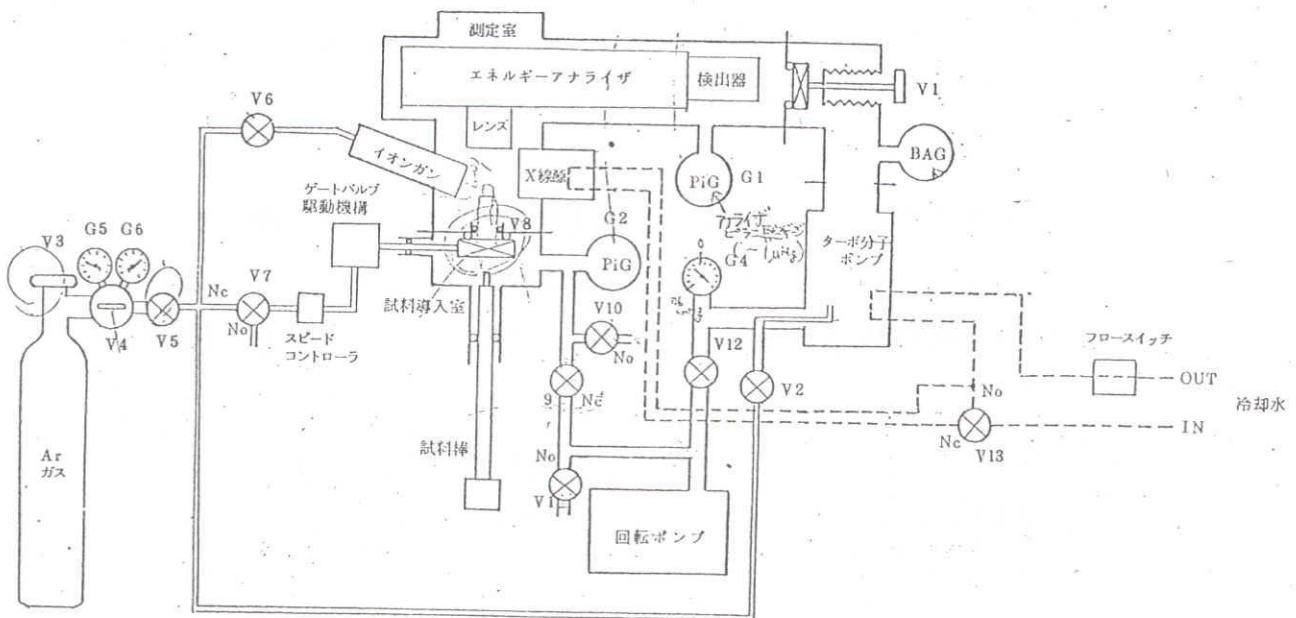 測定室
エネルギーアナライザ
検出器
V1
V6
レンズ
イオンガン
X線源
BAG
PiG
G1
ゲートバルブ
駆動機構
V8
G2
アナライザ
G4
ターボ分子
ポンプ
PiG
G5
G6
V3
V7
Nc
No
試料導入室
V4
V5
スピード
コントローラ
V10
No
V12
フロースイッチ
OUT
9
Nc
V2
No
冷却水
IN
Nc
V13
Ar
ガス
試料棒
No
V1
回転ポンプ